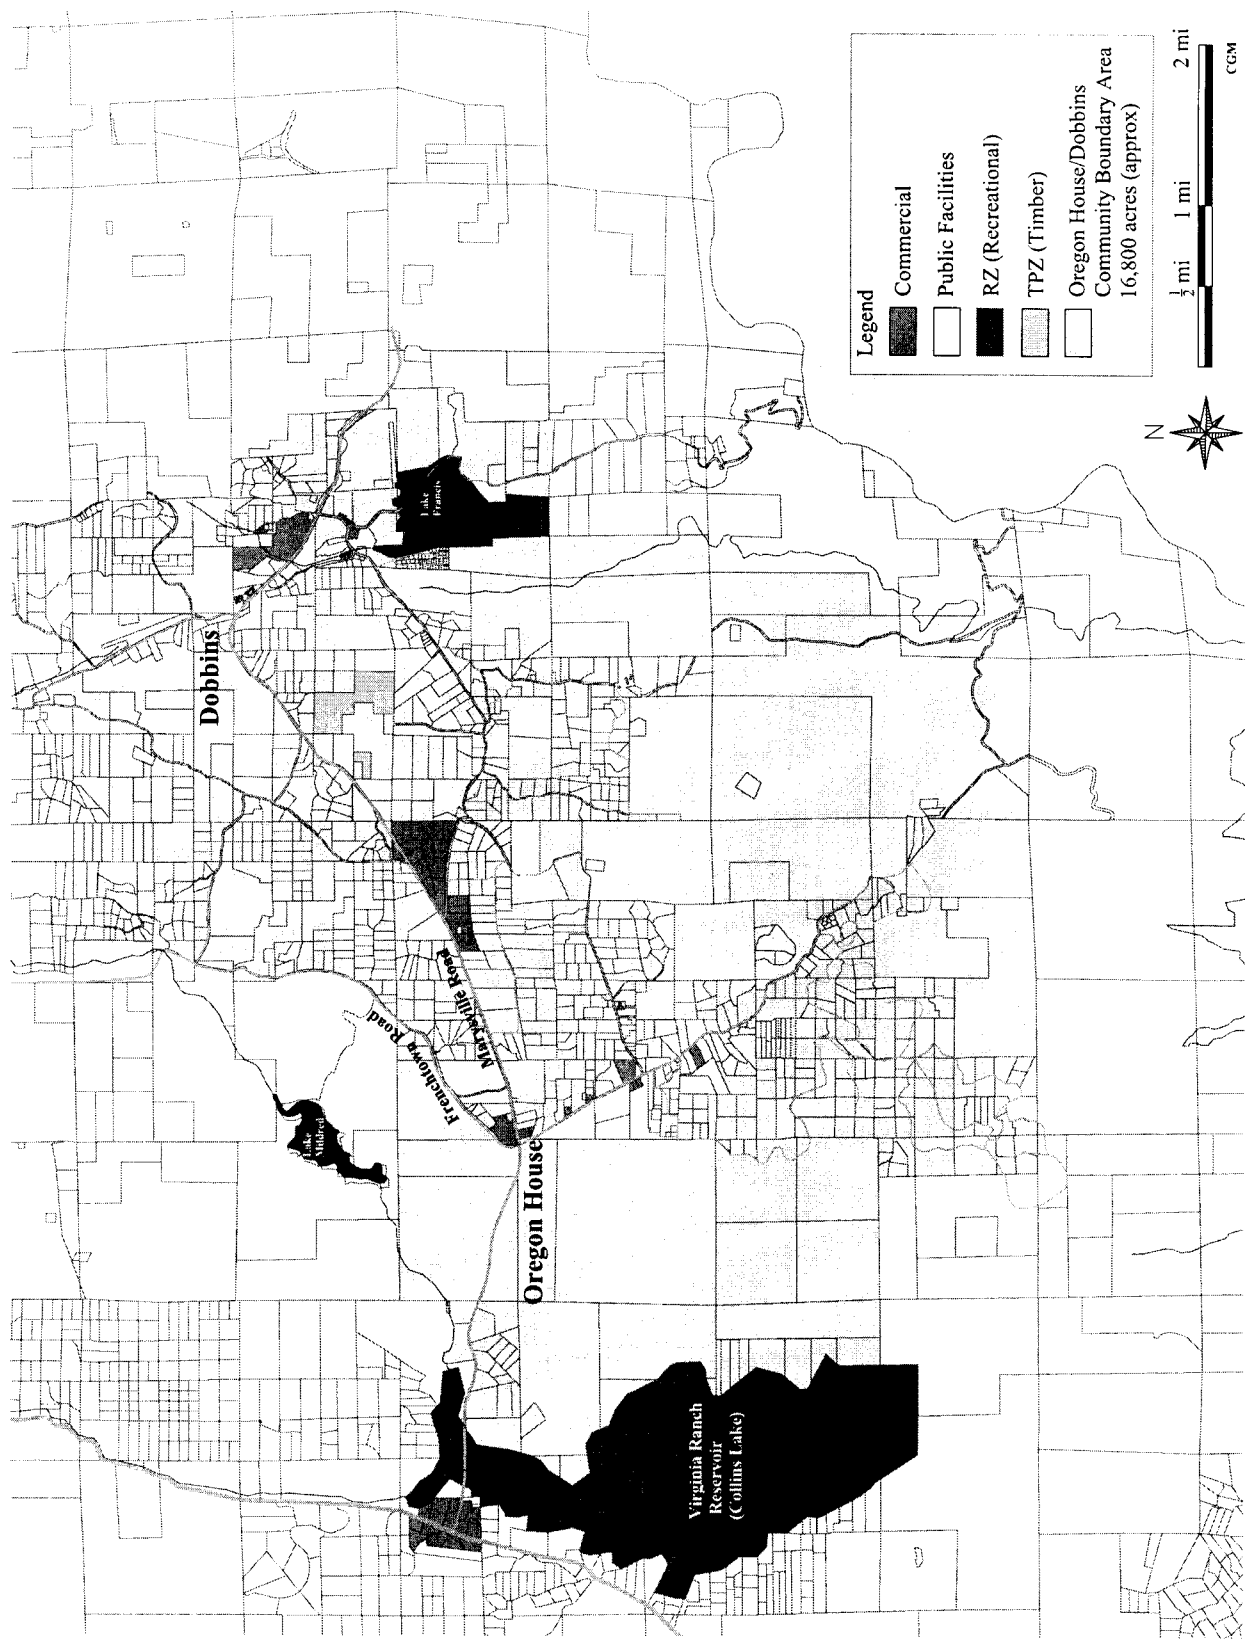 Dobbins
Lake
Francis
Frenchtown Road
Marysville Road
Lake
Mildred
Oregon House
Virginia Ranch
Reservoir
(Collins Lake)
Legend
Commercial
Public Facilities
RZ (Recreational)
TPZ (Timber)
Oregon House/Dobbins
Community Boundary Area
16,800 acres (approx)
N
½ mi 1 mi 2 mi
CGM